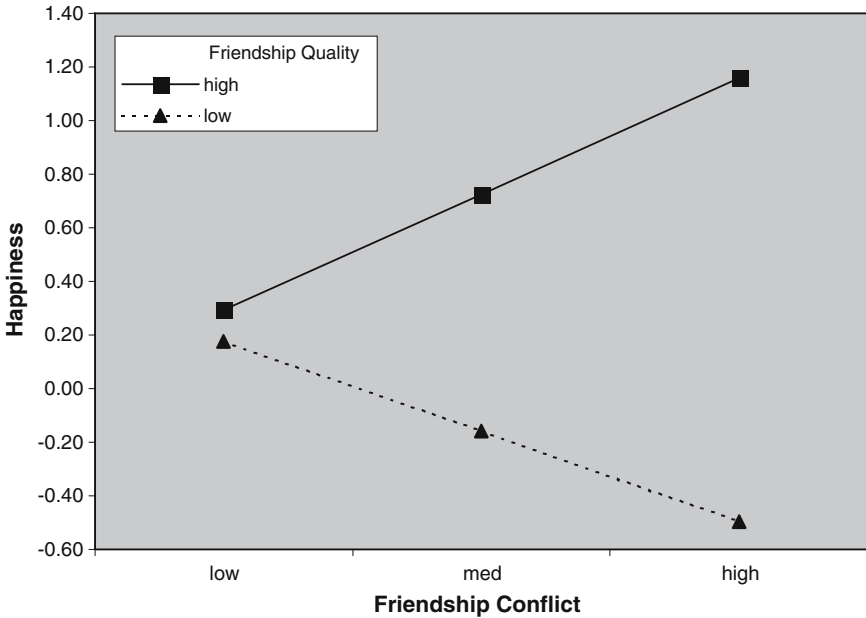 1.40
1.20
1.00
0.80
0.60
0.40
0.20
0.00
-0.20
-0.40
-0.60
Happiness
Friendship Quality
high
low
low med high
Friendship Conflict